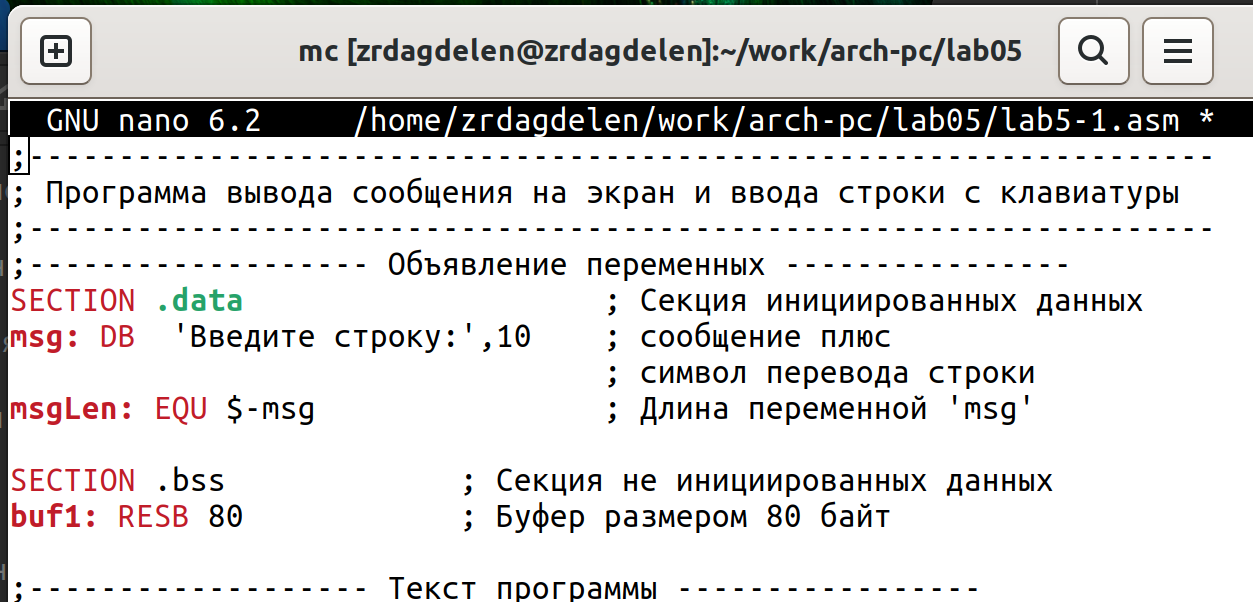 mc [zrdagdelen@zrdagdelen]:~/work/arch-pc/lab05
GNU nano 6.2 /home/zrdagdelen/work/arch-pc/lab05/lab5-1.asm *
;------------------------------------------------------------------
; Программа вывода сообщения на экран и ввода строки с клавиатуры
;------------------------------------------------------------------
;------------------- Объявление переменных ----------------
SECTION .data ; Секция инициированных данных
msg: DB 'Введите строку:',10 ; сообщение плюс
; символ перевода строки
msgLen: EQU $-msg ; Длина переменной 'msg'
SECTION .bss ; Секция не инициированных данных
buf1: RESB 80 ; Буфер размером 80 байт
;------------------- Текст программы -----------------